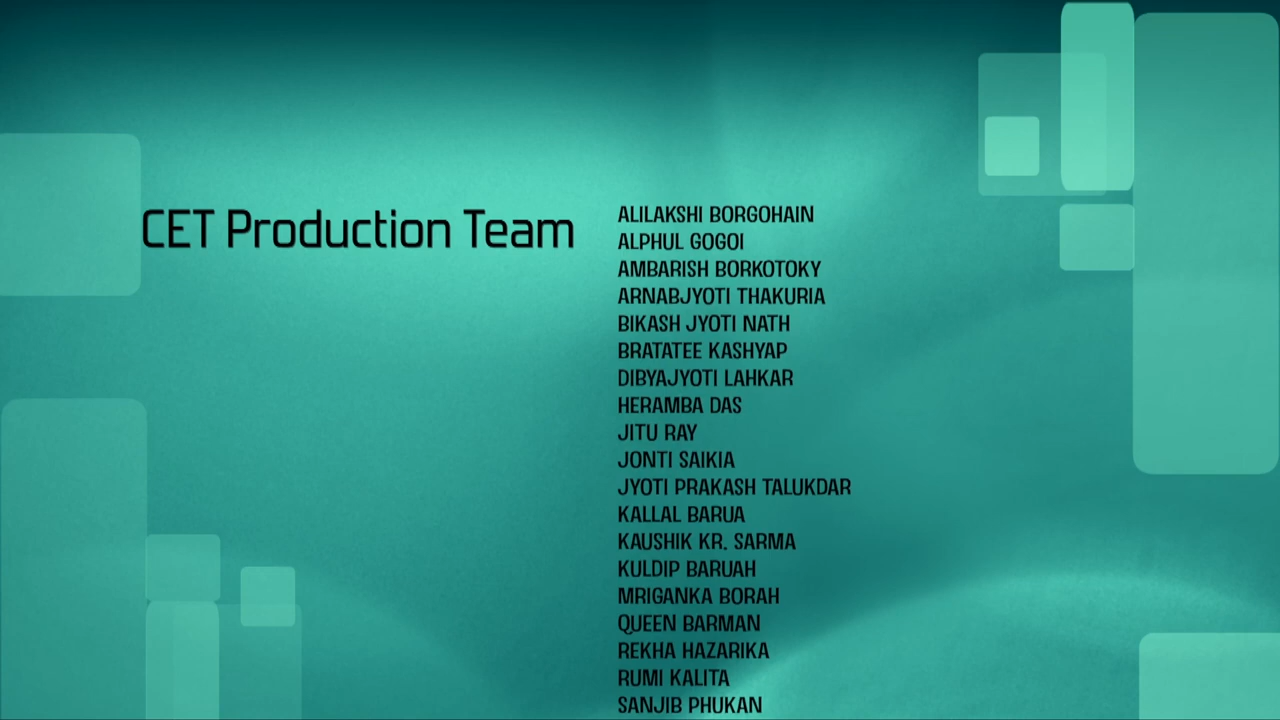 CET Production Team
ALILAKSHI BORGOHAIN
ALPHUL GOGOI
AMBARISH BORKOTOKY
ARNABJYOTI THAKURIA
BIKASH JYOTI NATH
BRATATEE KASHYAP
DIBYAJYOTI LAHKAR
HERAMBA DAS
JITU RAY
JONTI SAIKIA
JYOTI PRAKASH TALUKDAR
KALLAL BARUA
KAUSHIK KR. SARMA
KULDIP BARUAH
MRIGANKA BORAH
QUEEN BARMAN
REKHA HAZARIKA
RUMI KALITA
SANJIB PHUKAN